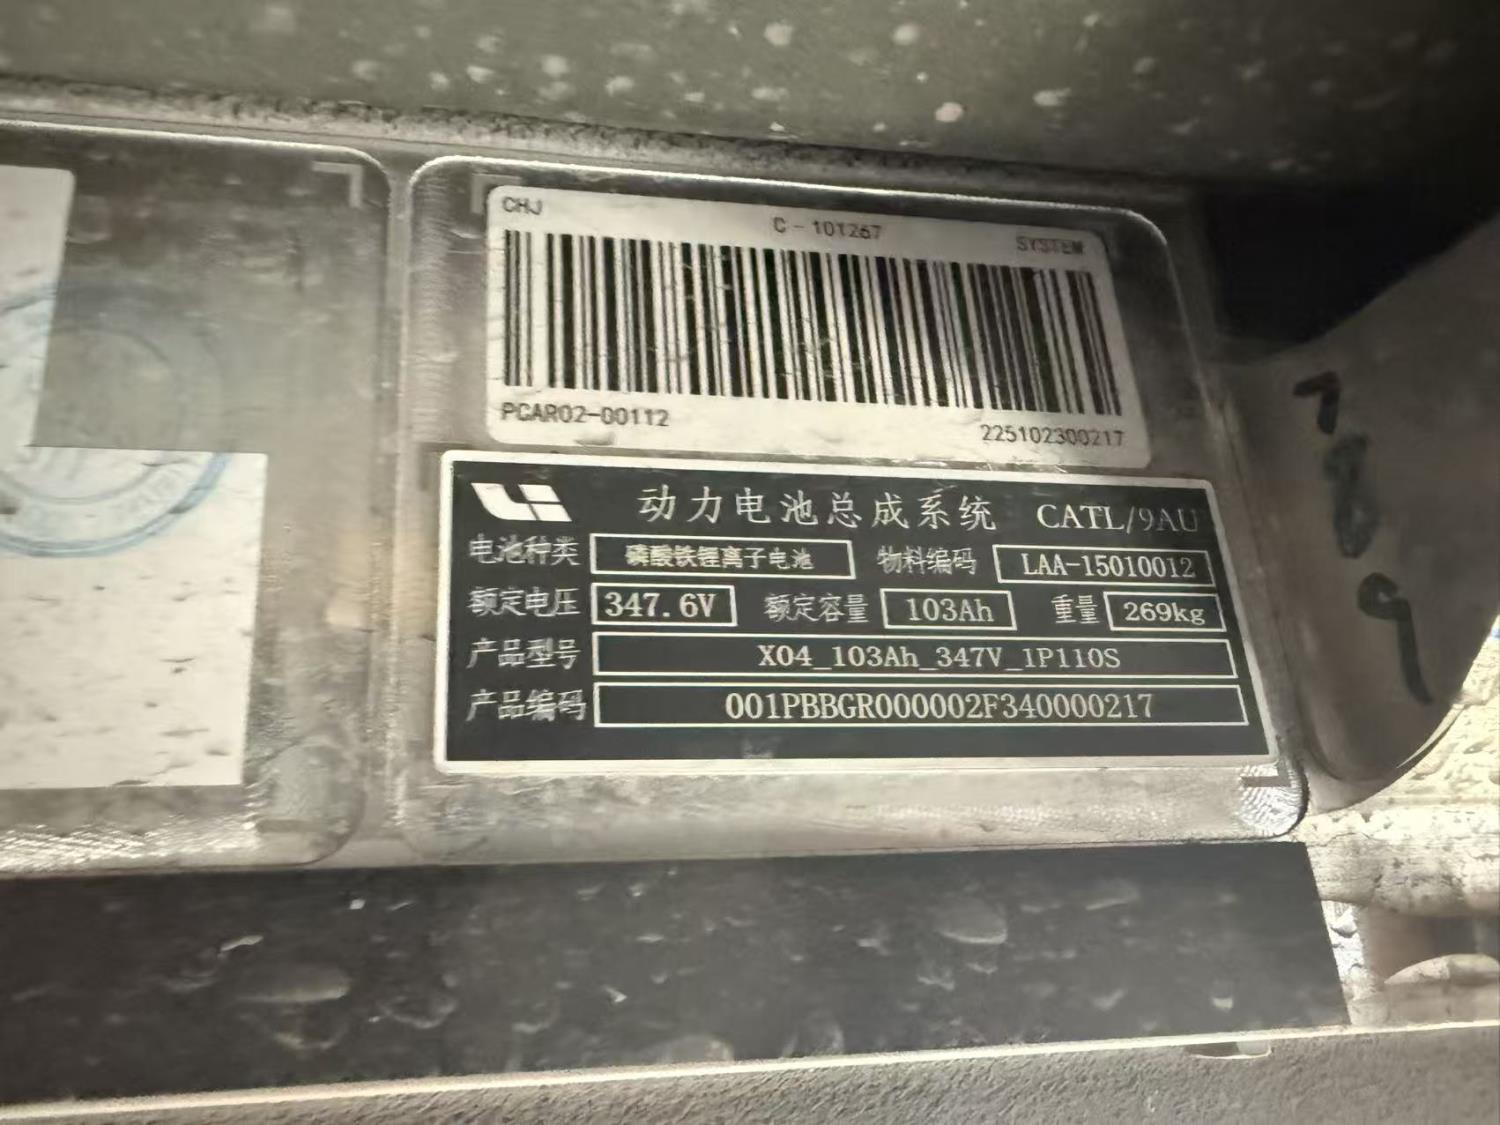 CHJ
C-101267
SYSTEM
PCAR02-00112
225102300217
动力电池总成系统 CATL/9AU
电池种类 磷酸铁锂离子电池 物料编码 LAA-15010012
额定电压 347.6V 额定容量 103Ah 重量 269kg
产品型号 X04_103Ah_347V_1P110S
产品编码 001PBBGR000002F340000217
789